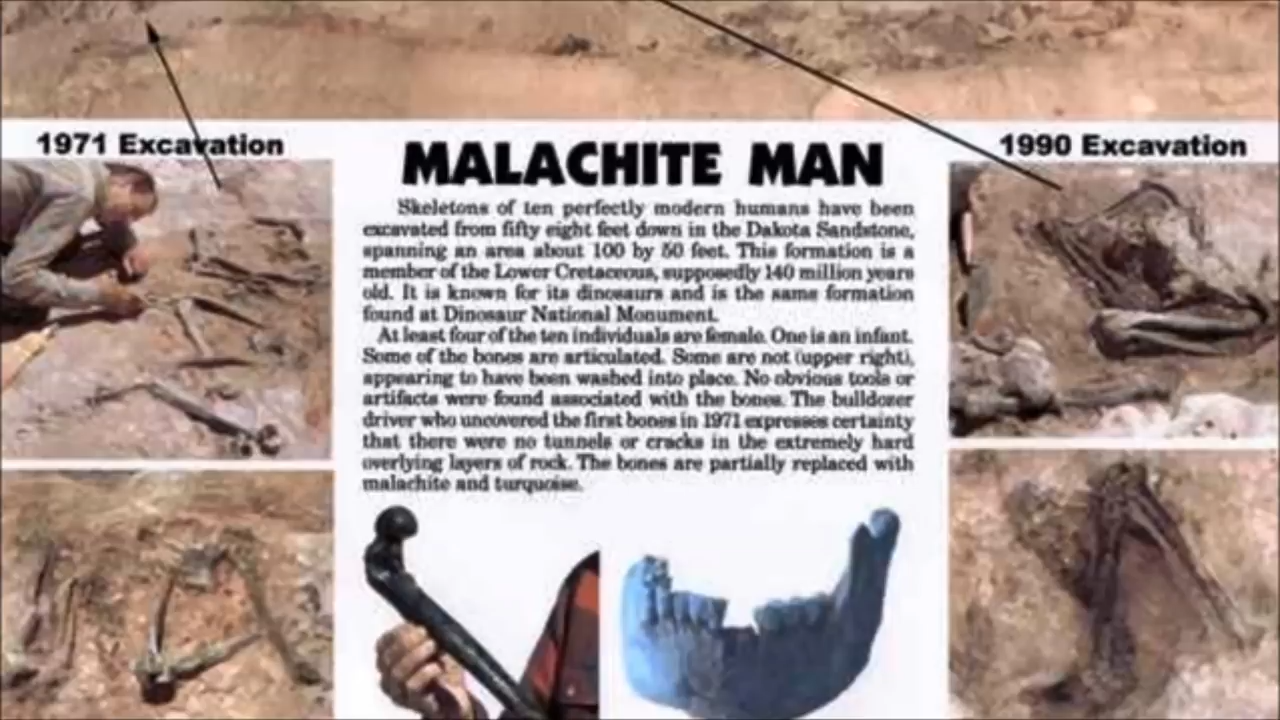 1971 Excavation
MALACHITE MAN
1990 Excavation
Skeletons of ten perfectly modern humans have been
excavated from fifty eight feet down in the Dakota Sandstone,
spanning an area about 100 by 50 feet. This formation is a
member of the Lower Cretaceous, supposedly 140 million years
old. It is known for its dinosaurs and is the same formation
found at Dinosaur National Monument.
At least four of the ten individuals are female. One is an infant.
Some of the bones are articulated. Some are not (upper right),
appearing to have been washed into place. No obvious tools or
artifacts were found associated with the bones. The bulldozer
driver who uncovered the first bones in 1971 expresses certainty
that there were no tunnels or cracks in the extremely hard
overlying layers of rock. The bones are partially replaced with
malachite and turquoise.